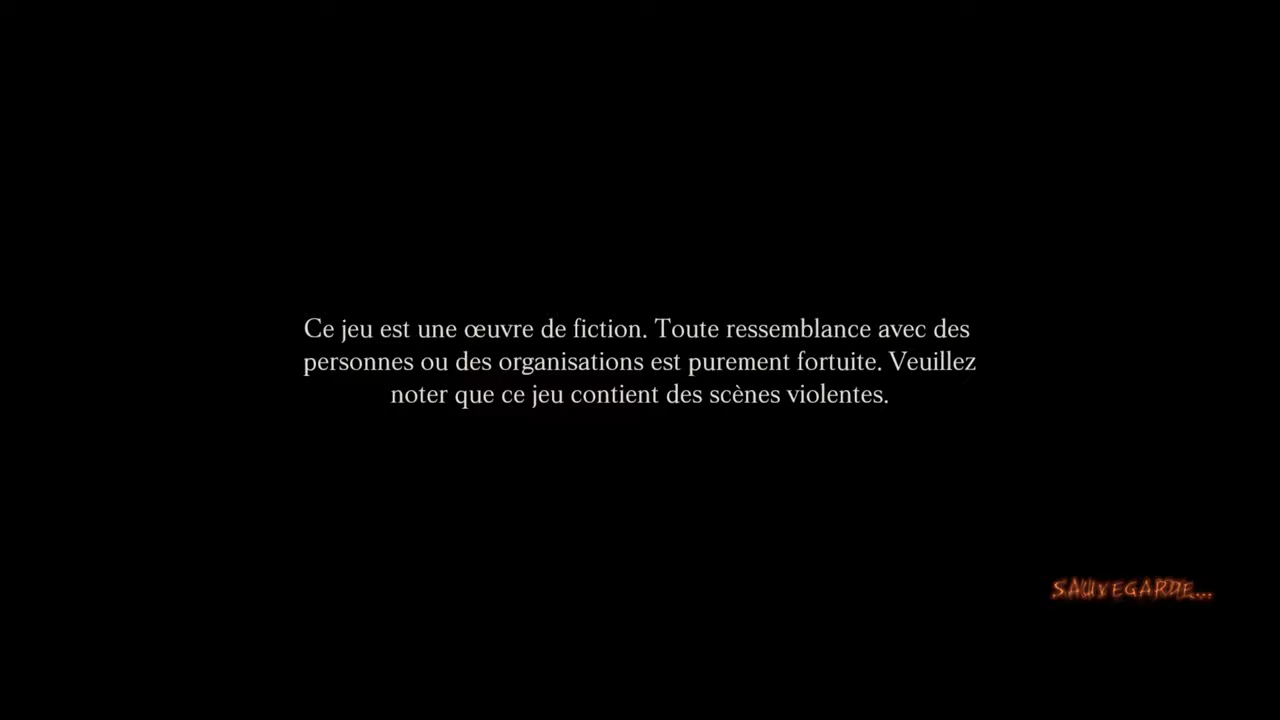 Ce jeu est une œuvre de fiction. Toute ressemblance avec des
personnes ou des organisations est purement fortuite. Veuillez
noter que ce jeu contient des scènes violentes.
SAUVEGARDE...